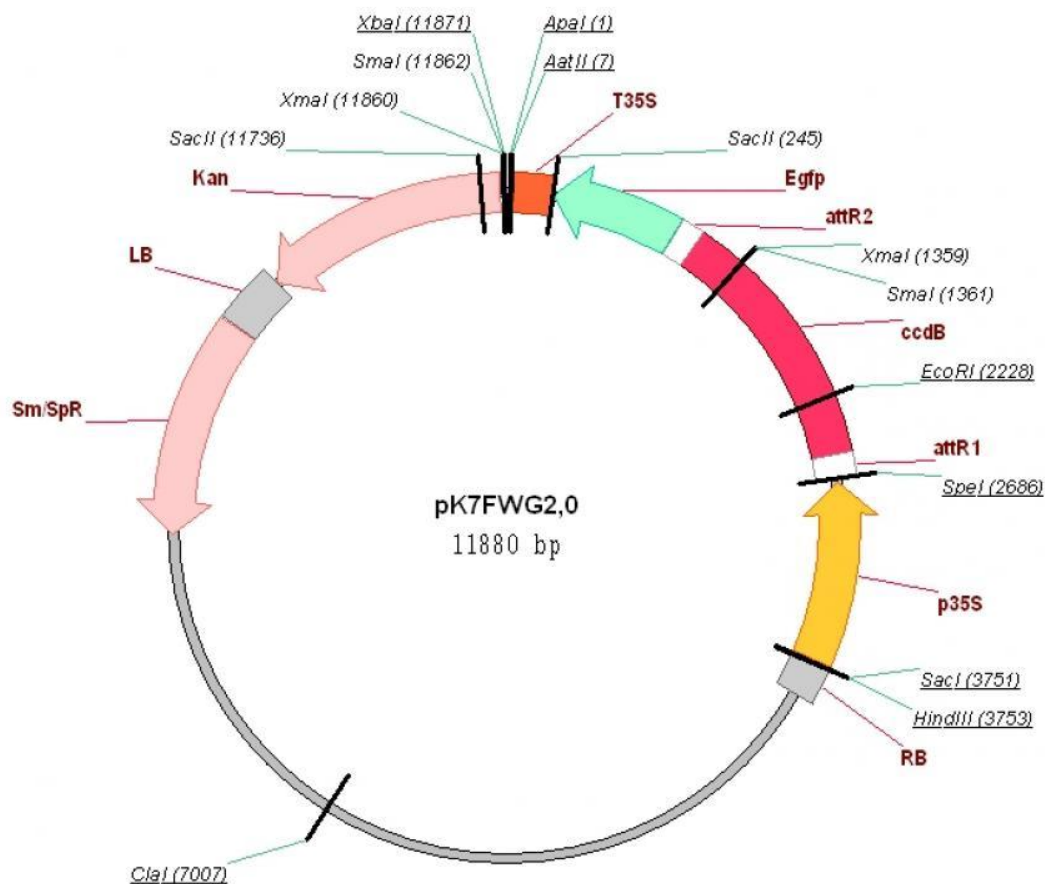 XbaI (11871)
ApaI (1)
SmaI (11862)
AatII (7)
XmaI (11860)
T35S
SacII (11736)
SacII (245)
Kan
Egfp
attR2
LB
XmaI (1359)
SmaI (1361)
ccdB
EcoRI (2228)
Sm/SpR
attR1
SpeI (2686)
pK7FWG2,0
11880 bp
p35S
SacI (3751)
HindIII (3753)
RB
ClaI (7007)